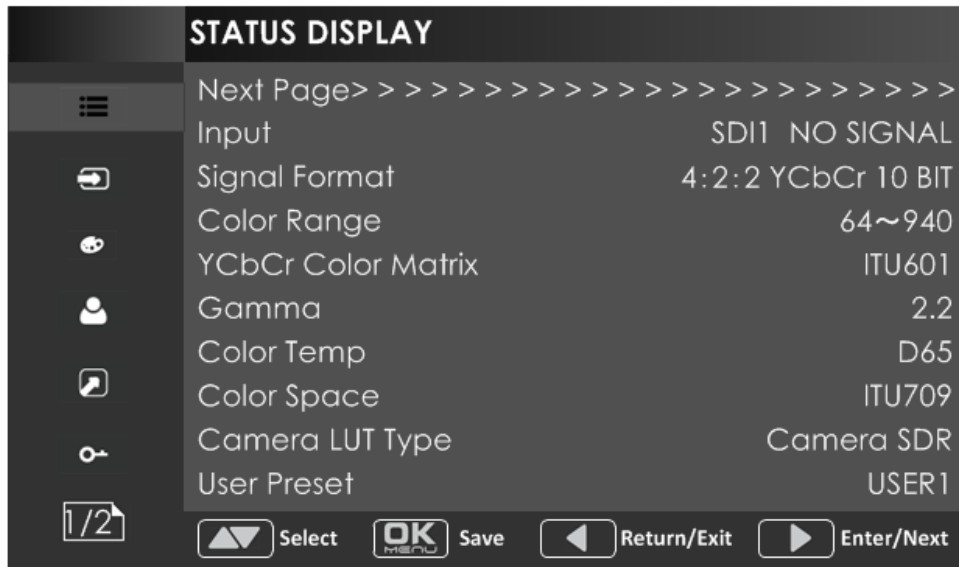 STATUS DISPLAY
Next Page> > > > > > > > > > > > > > > > > > > > > > >
Input SDI1 NO SIGNAL
Signal Format 4:2:2 YCbCr 10 BIT
Color Range 64~940
YCbCr Color Matrix ITU601
Gamma 2.2
Color Temp D65
Color Space ITU709
Camera LUT Type Camera SDR
User Preset USER1
1/2 Select OK MENU Save Return/Exit Enter/Next